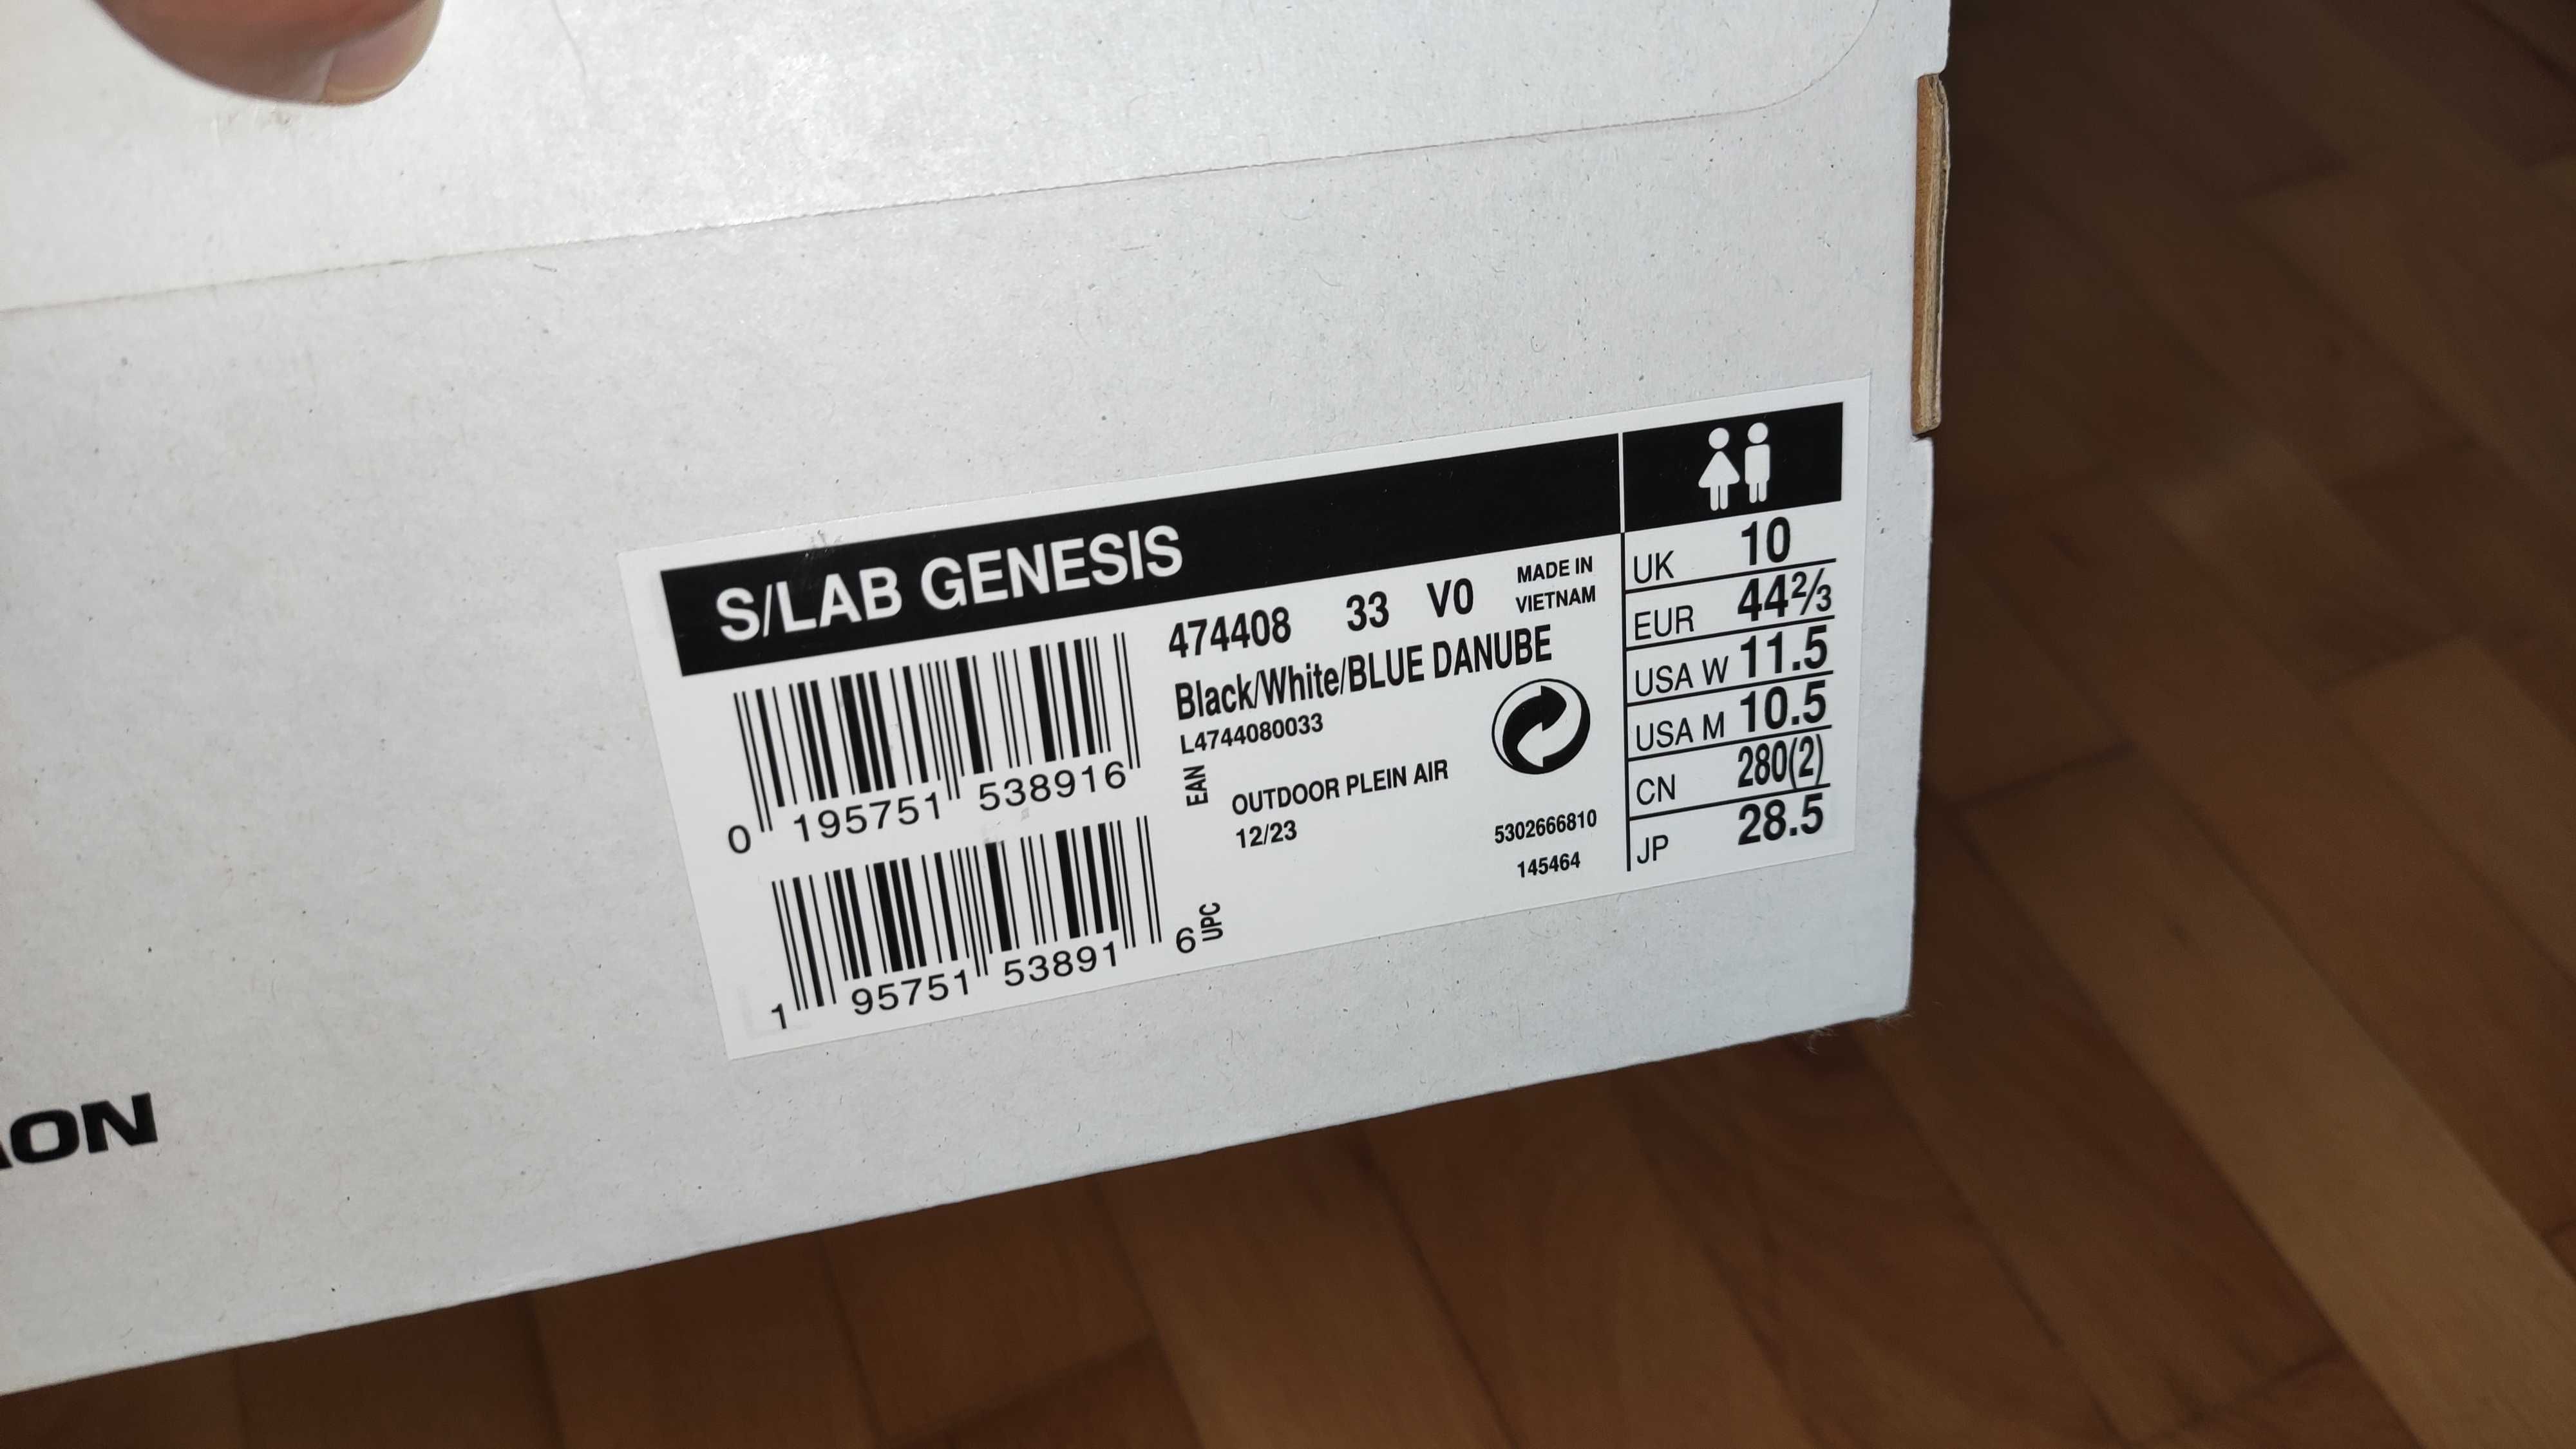 S/LAB GENESIS
474408 33 V0
MADE IN
VIETNAM
Black/White/BLUE DANUBE
L4744080033
0 195751 538916
EAN
OUTDOOR PLEIN AIR
12/23
5302666810
145464
1 95751 53891 6
UPC
UK 10
EUR 44⅔
USA W 11.5
USA M 10.5
CN 280(2)
JP 28.5
ON